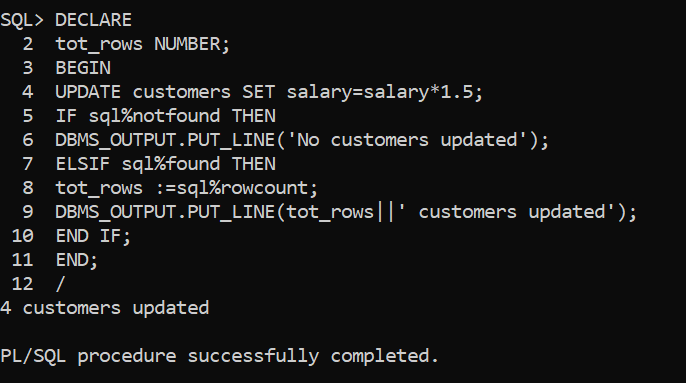 SQL> DECLARE
  2  tot_rows NUMBER;
  3  BEGIN
  4  UPDATE customers SET salary=salary*1.5;
  5  IF sql%notfound THEN
  6  DBMS_OUTPUT.PUT_LINE('No customers updated');
  7  ELSIF sql%found THEN
  8  tot_rows :=sql%rowcount;
  9  DBMS_OUTPUT.PUT_LINE(tot_rows||' customers updated');
 10  END IF;
 11  END;
 12  /
4 customers updated

PL/SQL procedure successfully completed.